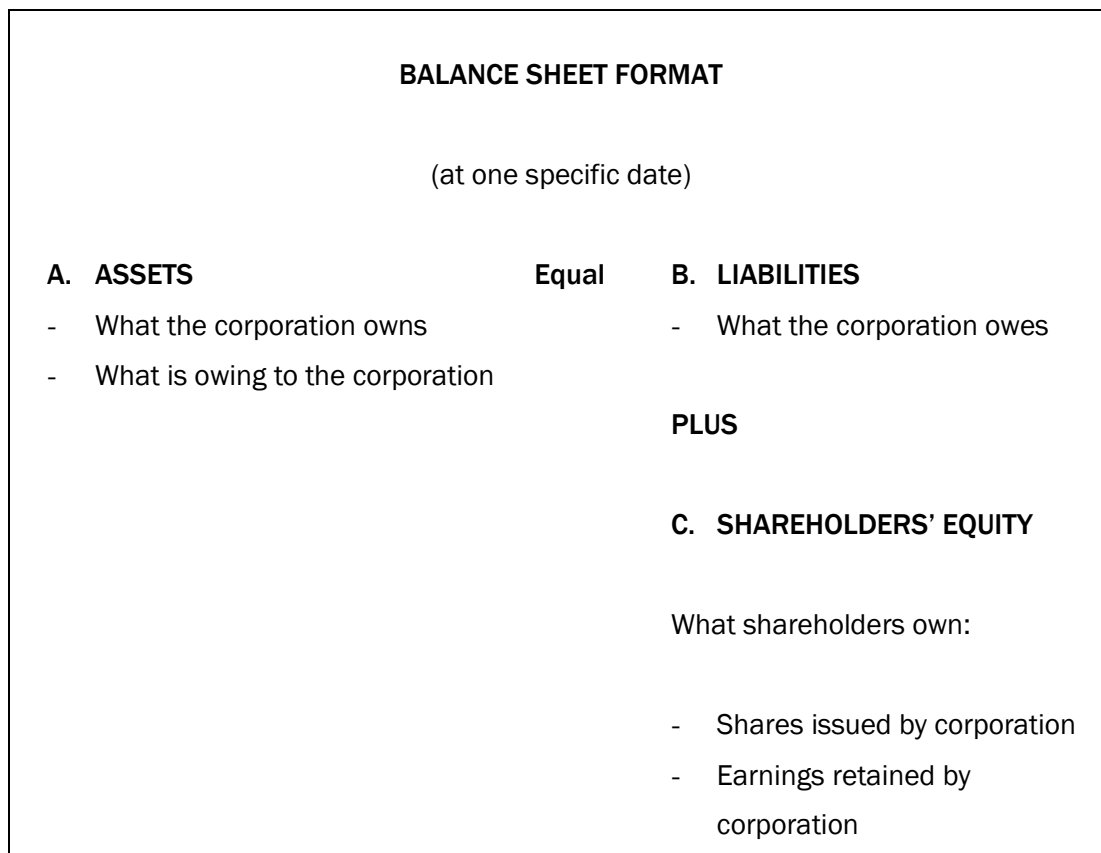 BALANCE SHEET FORMAT
(at one specific date)
A. ASSETS Equal B. LIABILITIES
- What the corporation owns - What the corporation owes
- What is owing to the corporation
PLUS
C. SHAREHOLDERS’ EQUITY
What shareholders own:
- Shares issued by corporation
- Earnings retained by
corporation